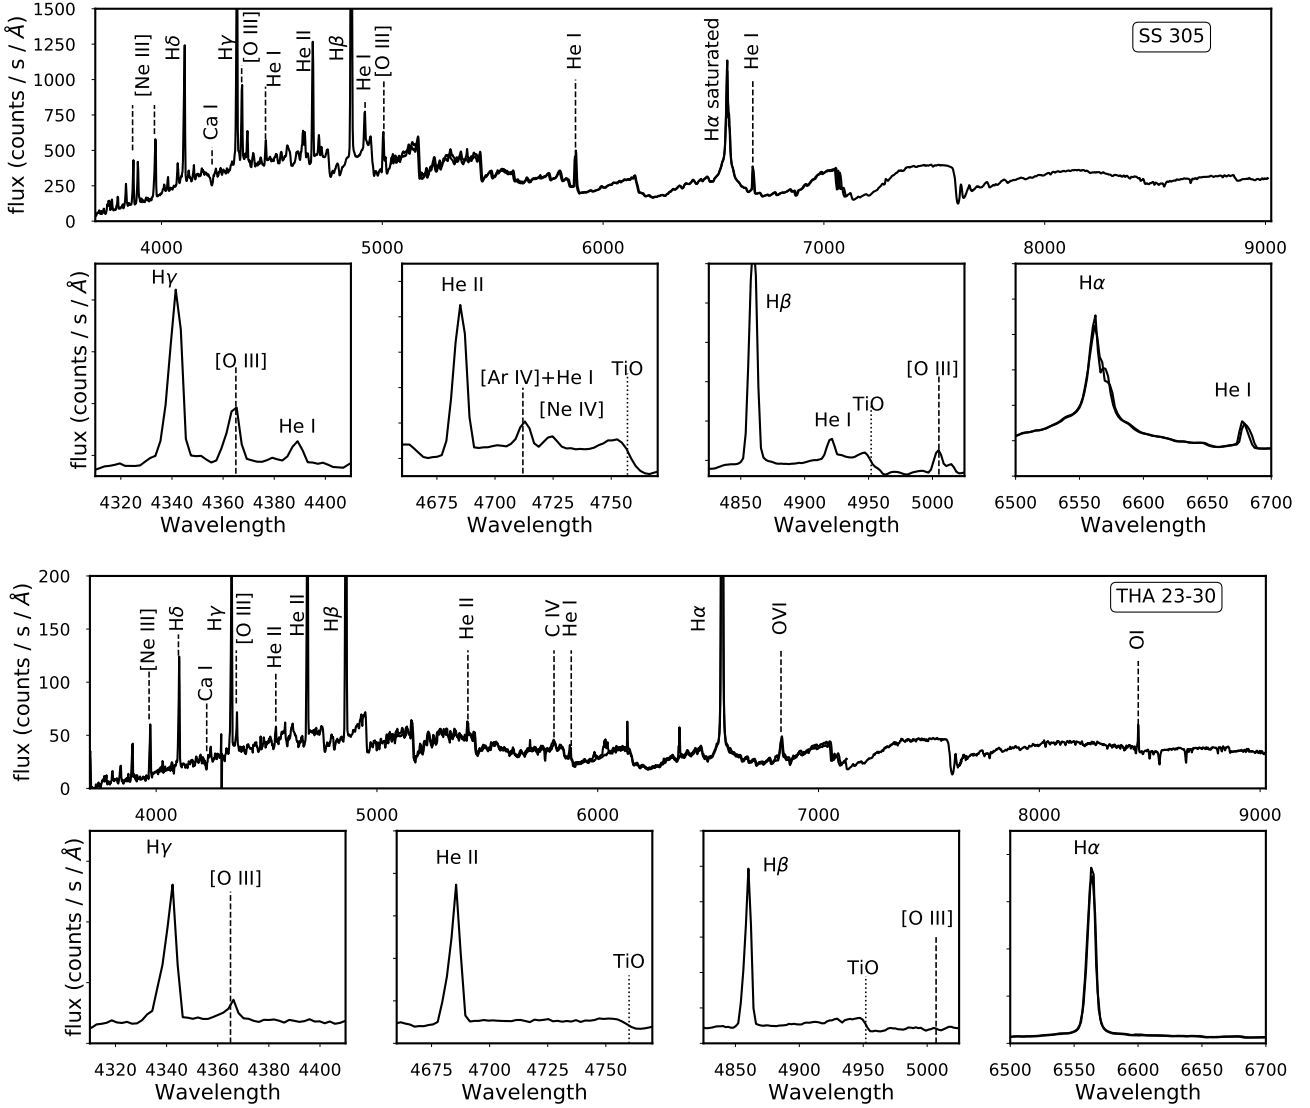 SS 305
flux (counts / s / Å)
1500
1250
1000
750
500
250
0
[Ne III]
Hδ
Ca I
Hγ
[O III]
He I
He II
Hβ
He I
[O III]
He I
Hα saturated
He I
4000 5000 6000 7000 8000 9000
flux (counts / s / Å)
Hγ
[O III]
He I
4320 4340 4360 4380 4400
Wavelength
He II
[Ar IV]+He I
[Ne IV]
TiO
4675 4700 4725 4750
Wavelength
Hβ
He I
TiO
[O III]
4850 4900 4950 5000
Wavelength
Hα
He I
6500 6550 6600 6650 6700
Wavelength
THA 23-30
flux (counts / s / Å)
200
150
100
50
0
[Ne III]
Hδ
Ca I
Hγ
[O III]
He II
He II
Hβ
He II
C IV
He I
Hα
OVI
OI
4000 5000 6000 7000 8000 9000
flux (counts / s / Å)
Hγ
[O III]
4320 4340 4360 4380 4400
Wavelength
He II
TiO
4675 4700 4725 4750
Wavelength
Hβ
TiO
[O III]
4850 4900 4950 5000
Wavelength
Hα
6500 6550 6600 6650 6700
Wavelength